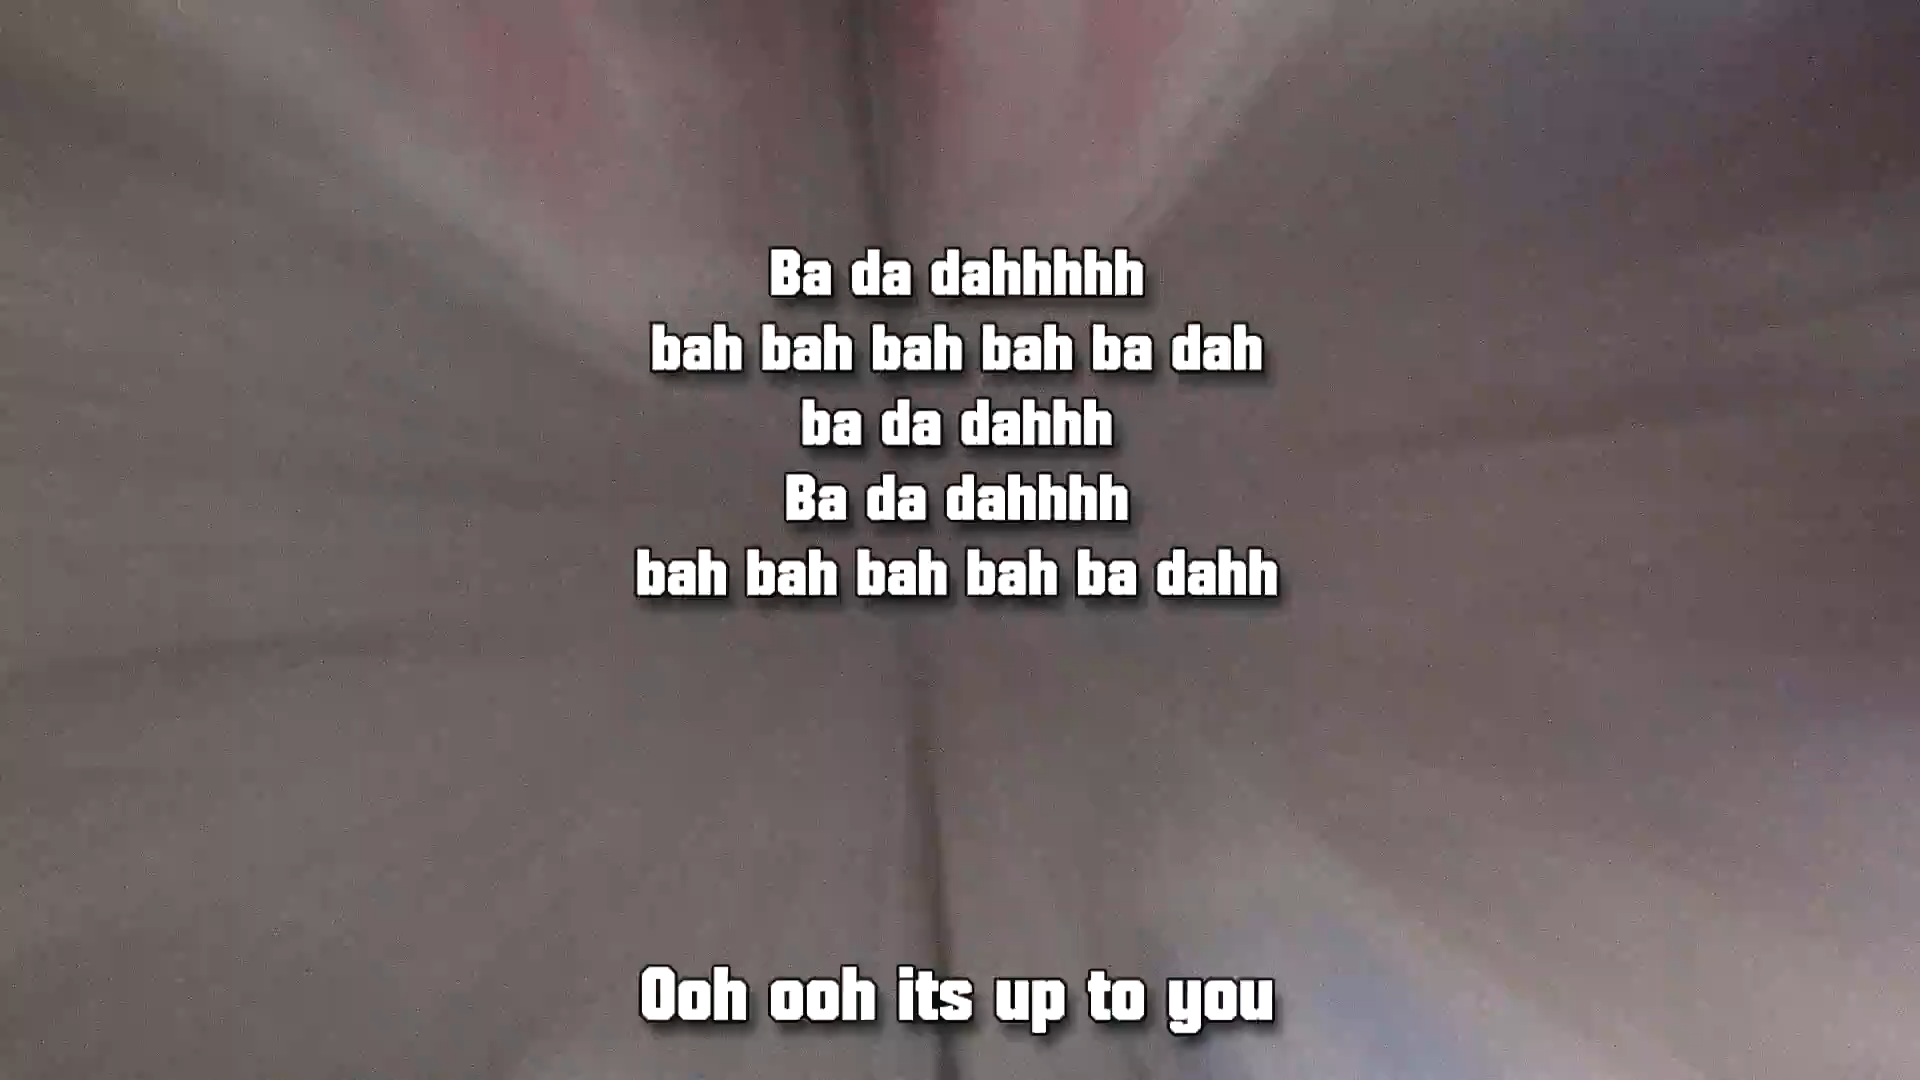 Ba da dahhhhh
bah bah bah bah ba dah
ba da dahhh
Ba da dahhhh
bah bah bah bah ba dahh
Ooh ooh its up to you